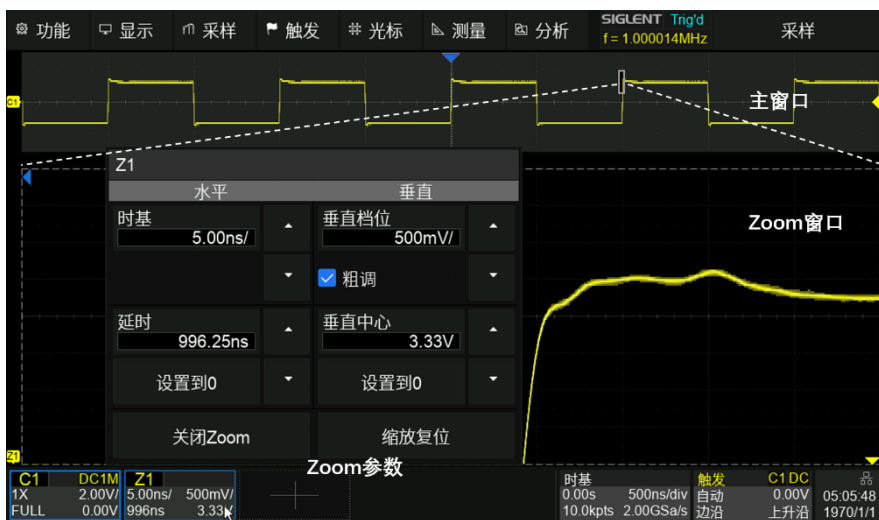 功能 显示 采样 触发 光标 测量 分析 SIGLENT Trig'd 采样
f = 1.000014MHz
C1
主窗口
Z1
水平 垂直
时基 垂直档位
5.00ns/ 500mV/
Zoom窗口
粗调
延时 垂直中心
996.25ns 3.33V
设置到0 设置到0
关闭Zoom 缩放复位
Z1
Zoom参数
C1 DC1M Z1 时基 触发 C1 DC
1X 2.00V/ 5.00ns/ 500mV/ 0.00s 500ns/div 自动 0.00V 05:05:48
FULL 0.00V 996ns 3.33V 10.0kpts 2.00GSa/s 边沿 上升沿 1970/1/1